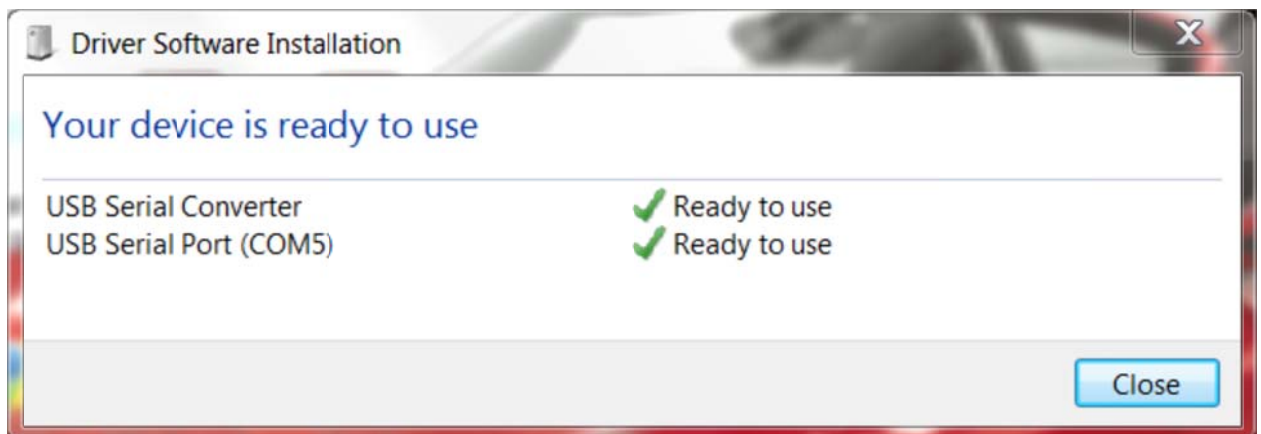 Driver Software Installation
Your device is ready to use
USB Serial Converter Ready to use
USB Serial Port (COM5) Ready to use
Close